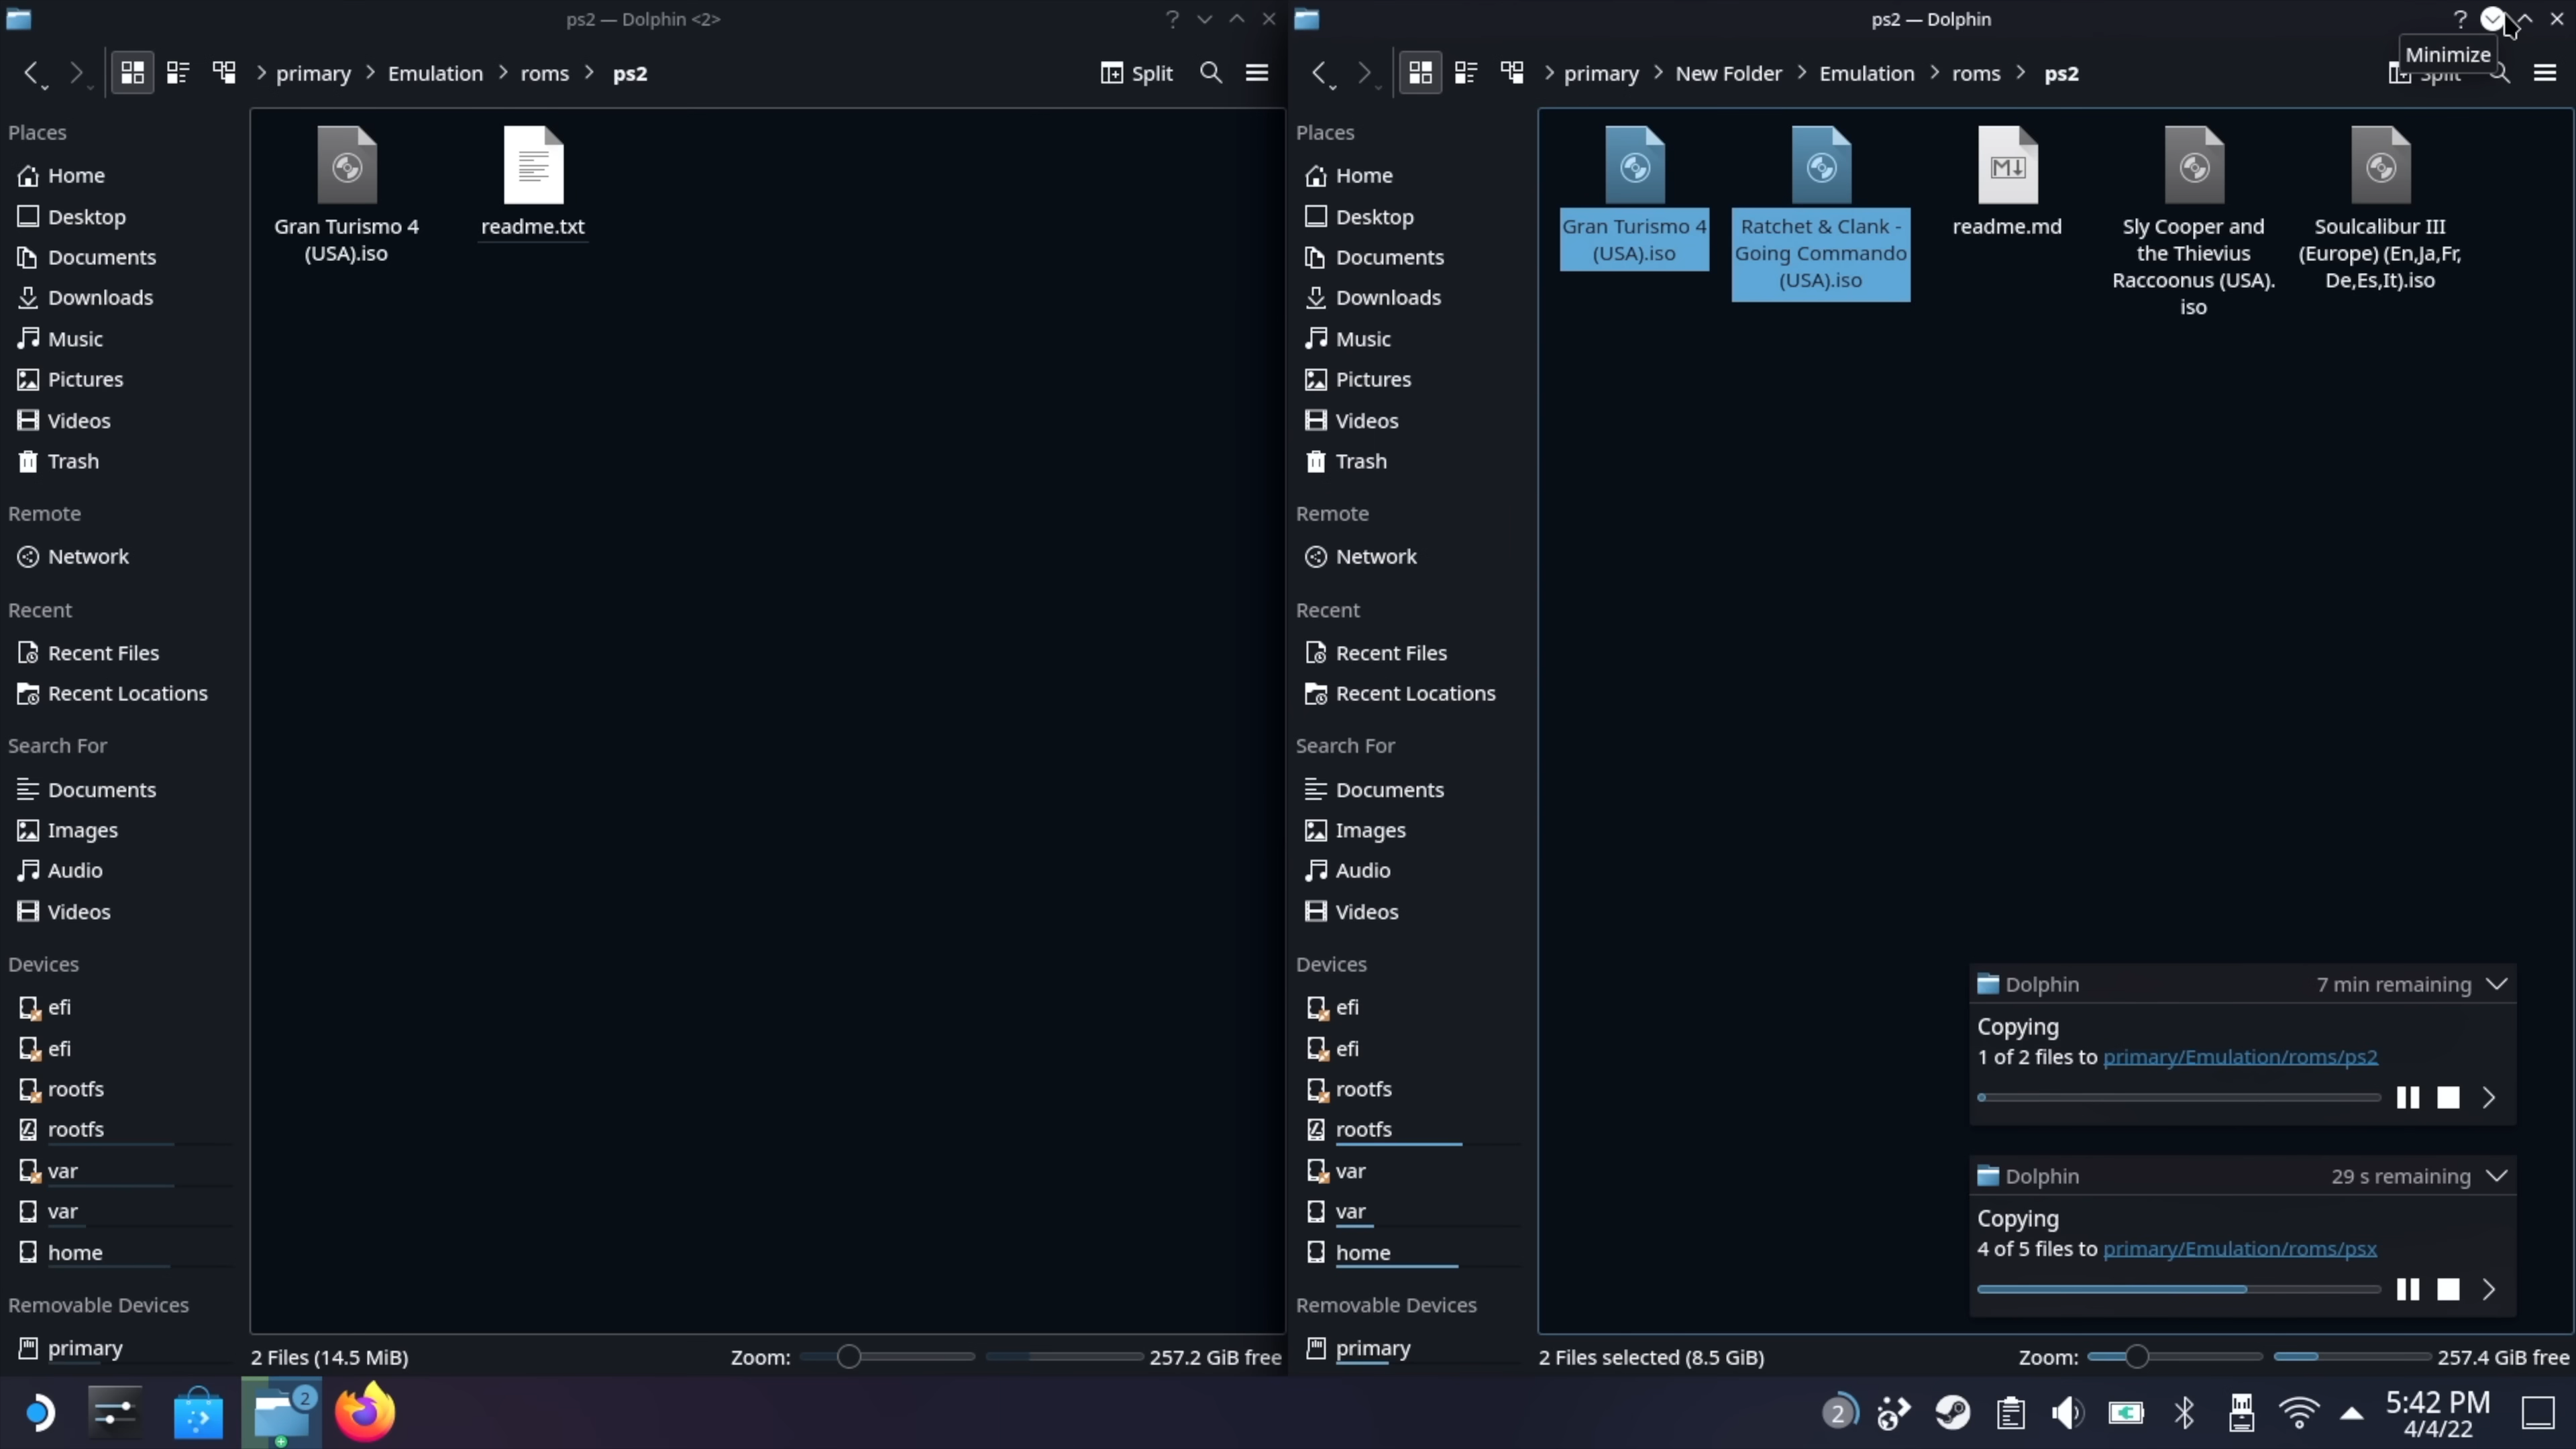 ps2 — Dolphin <2>
primary
Emulation
roms
ps2
Split
Places
Home
Desktop
Documents
Downloads
Music
Pictures
Videos
Trash
Remote
Network
Recent
Recent Files
Recent Locations
Search For
Documents
Images
Audio
Videos
Devices
efi
efi
rootfs
rootfs
var
var
home
Removable Devices
primary
Gran Turismo 4
(USA).iso
readme.txt
2 Files (14.5 MiB)
Zoom:
257.2 GiB free
ps2 — Dolphin
Minimize
primary
New Folder
Emulation
roms
ps2
Split
Places
Home
Desktop
Documents
Downloads
Music
Pictures
Videos
Trash
Remote
Network
Recent
Recent Files
Recent Locations
Search For
Documents
Images
Audio
Videos
Devices
efi
efi
rootfs
rootfs
var
var
home
Removable Devices
primary
Gran Turismo 4
(USA).iso
Ratchet & Clank -
Going Commando
(USA).iso
M↓
readme.md
Sly Cooper and
the Thievius
Raccoonus (USA).
iso
Soulcalibur III
(Europe) (En,Ja,Fr,
De,Es,It).iso
Dolphin
7 min remaining
Copying
1 of 2 files to primary/Emulation/roms/ps2
Dolphin
29 s remaining
Copying
4 of 5 files to primary/Emulation/roms/psx
2 Files selected (8.5 GiB)
Zoom:
257.4 GiB free
2
2
5:42 PM
4/4/22